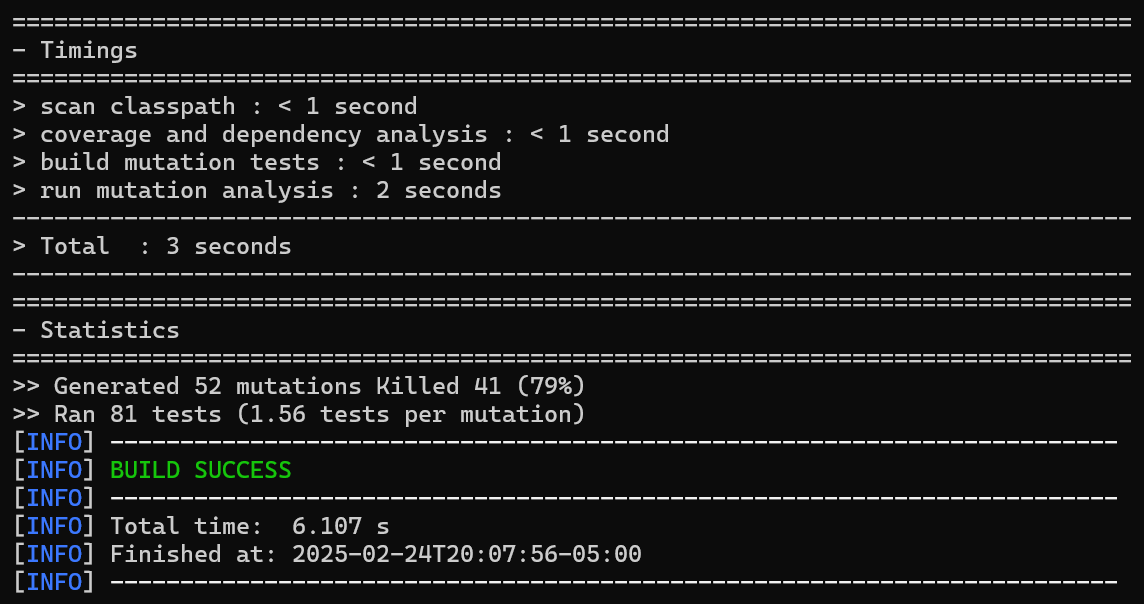 ================================================================================
- Timings
================================================================================
> scan classpath : < 1 second
> coverage and dependency analysis : < 1 second
> build mutation tests : < 1 second
> run mutation analysis : 2 seconds
--------------------------------------------------------------------------------
> Total  : 3 seconds
--------------------------------------------------------------------------------
================================================================================
- Statistics
================================================================================
>> Generated 52 mutations Killed 41 (79%)
>> Ran 81 tests (1.56 tests per mutation)
[INFO] ------------------------------------------------------------------------
[INFO] BUILD SUCCESS
[INFO] ------------------------------------------------------------------------
[INFO] Total time:  6.107 s
[INFO] Finished at: 2025-02-24T20:07:56-05:00
[INFO] ------------------------------------------------------------------------